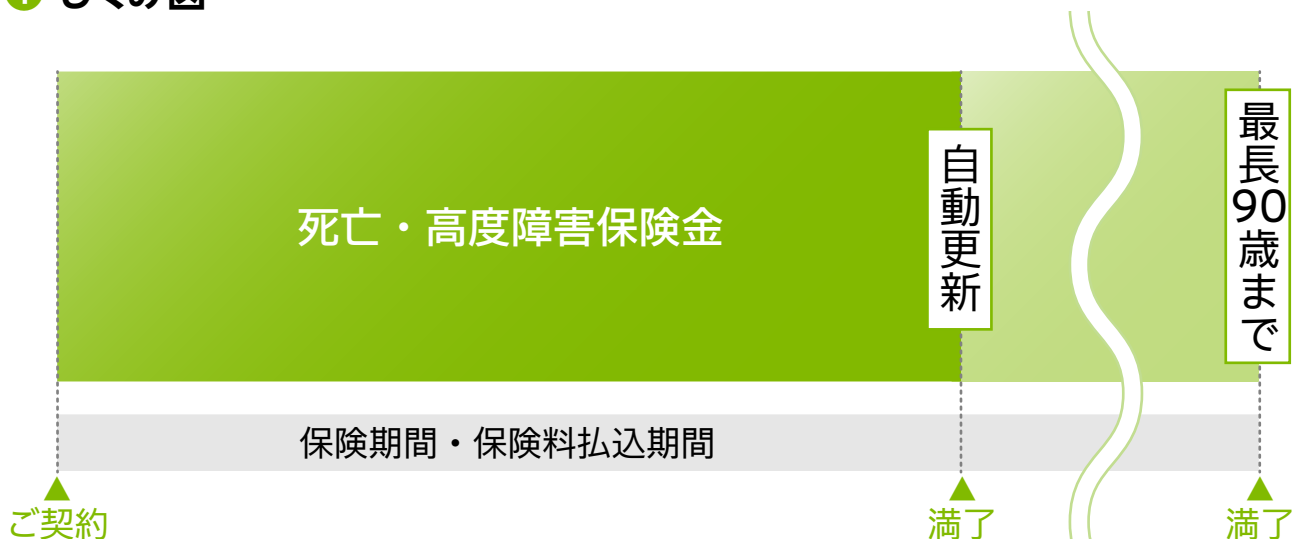 しくみ図
死亡・高度障害保険金
自動更新
最長90歳まで
保険期間・保険料払込期間
ご契約
満了
満了